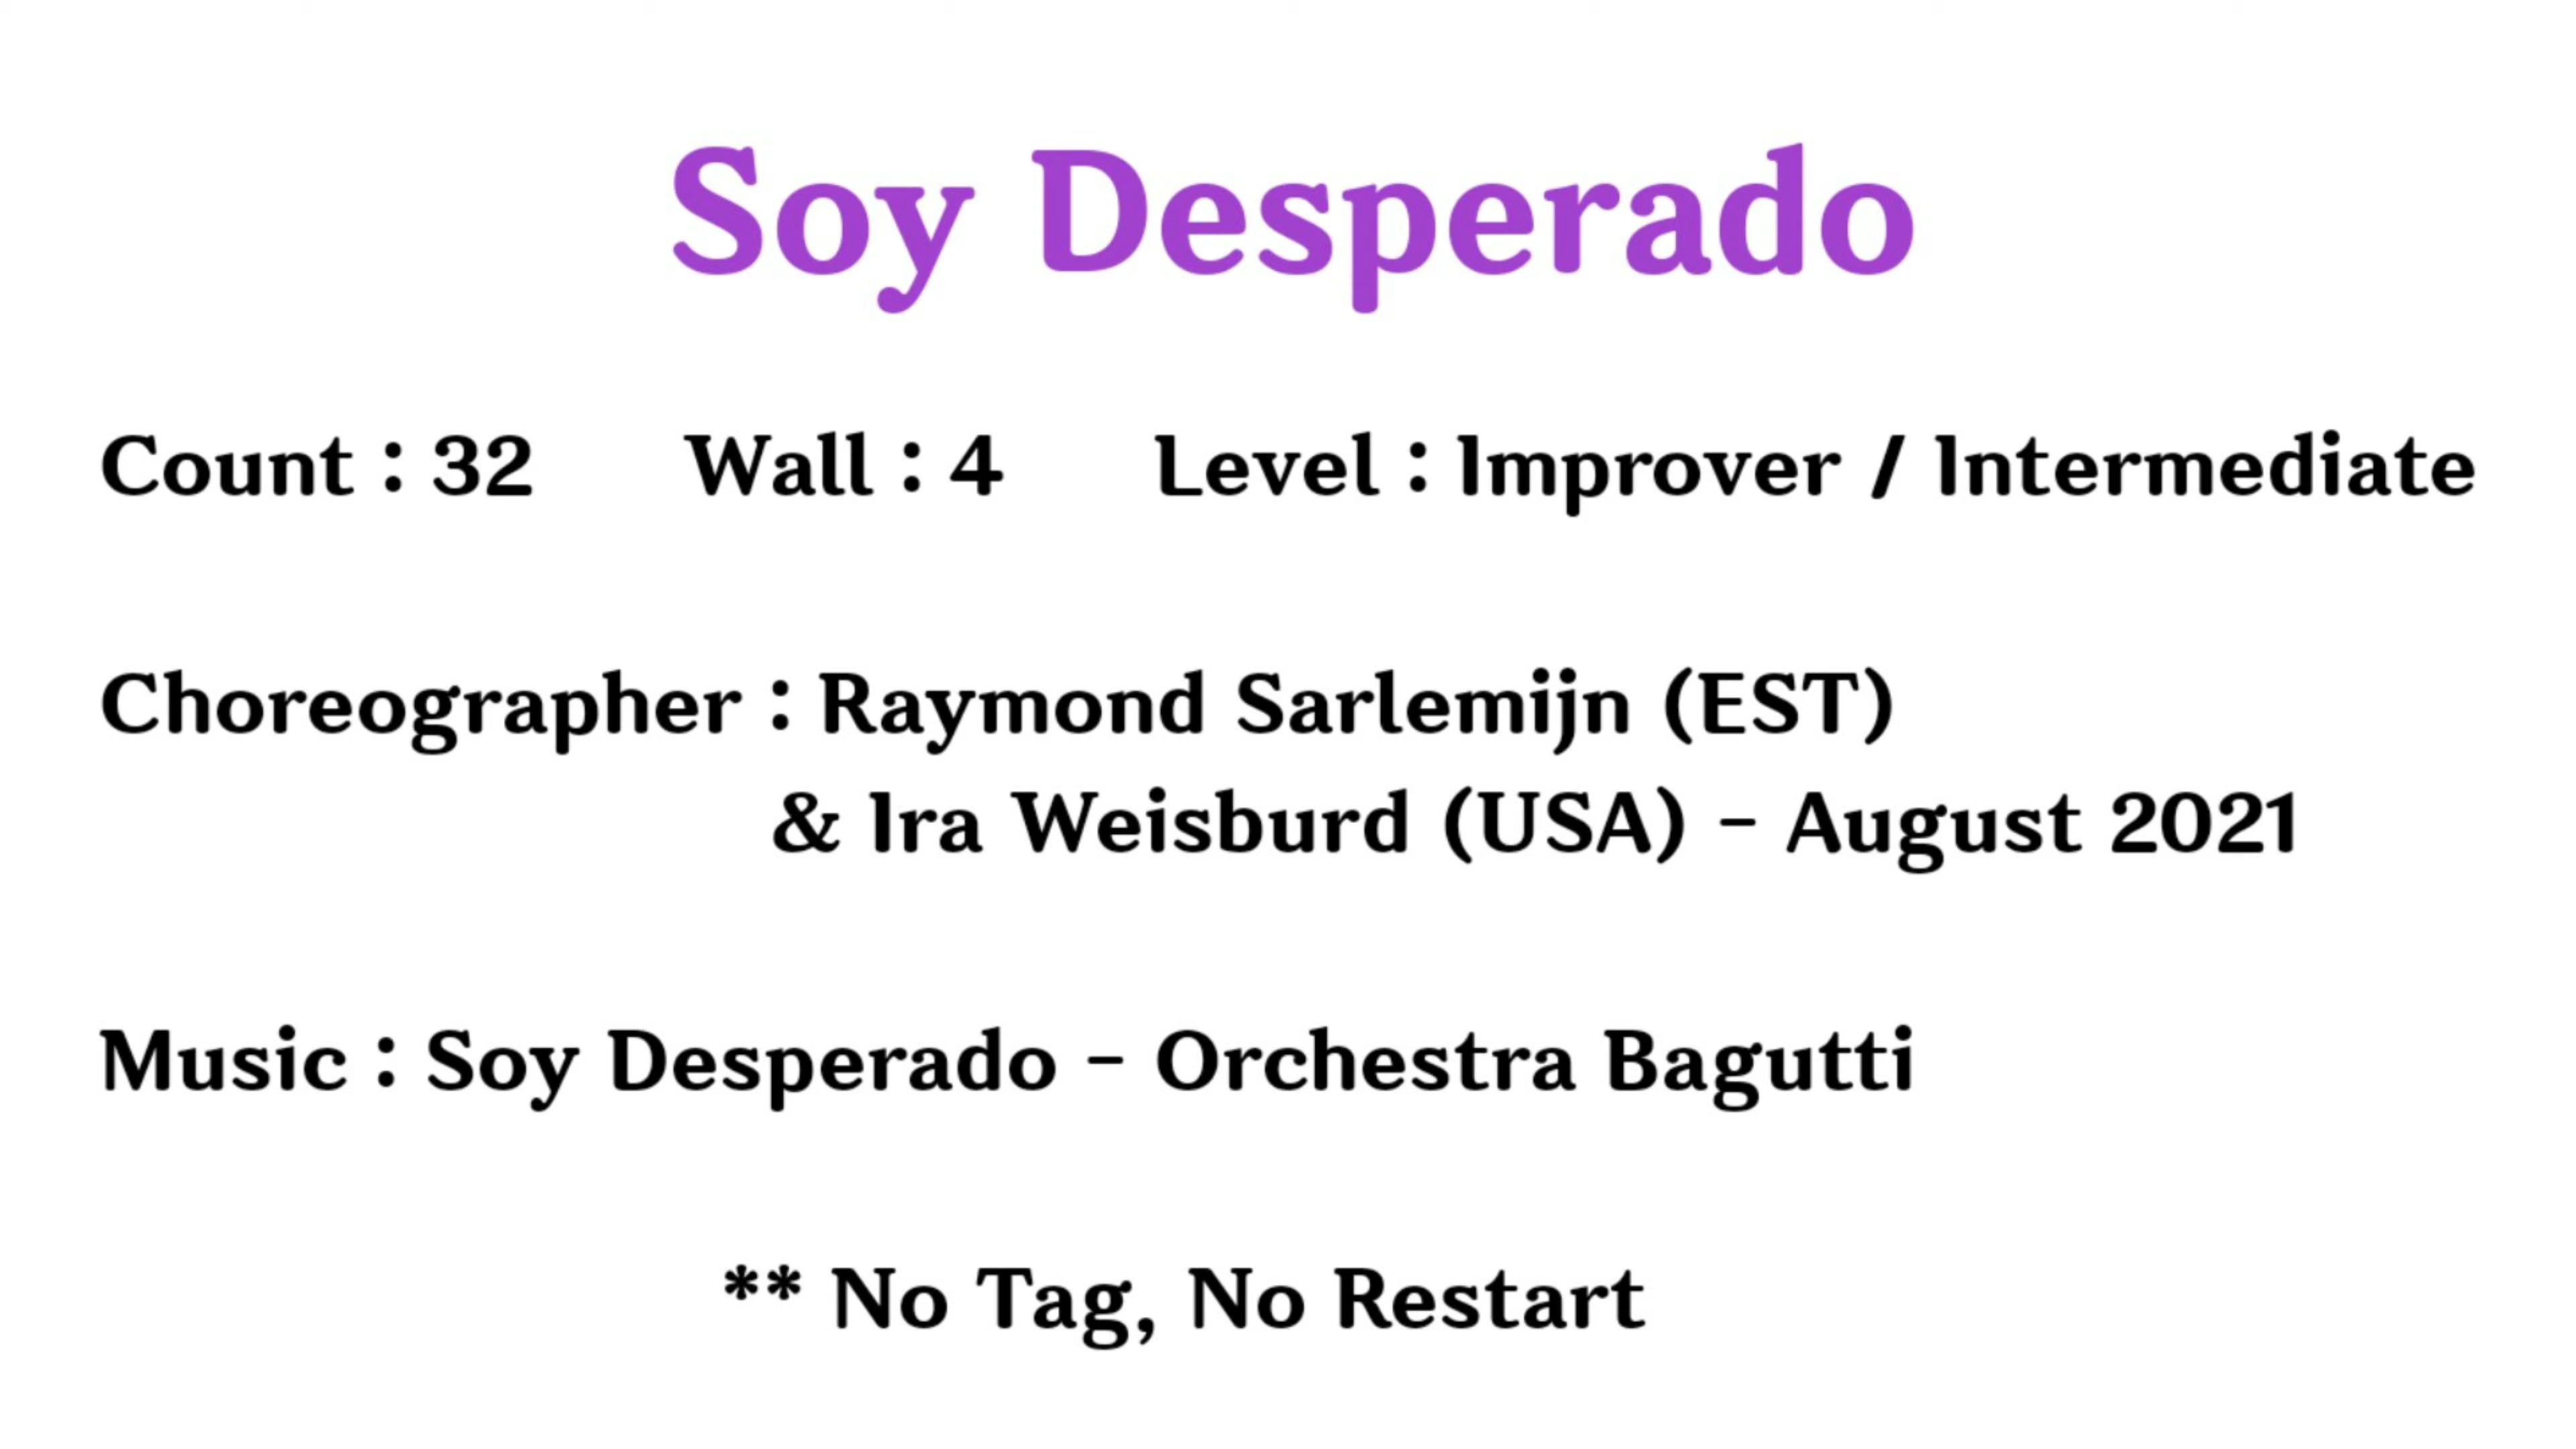 Soy Desperado
Count : 32 Wall : 4 Level : Improver / Intermediate
Choreographer : Raymond Sarlemijn (EST)
& Ira Weisburd (USA) - August 2021
Music : Soy Desperado - Orchestra Bagutti
** No Tag, No Restart